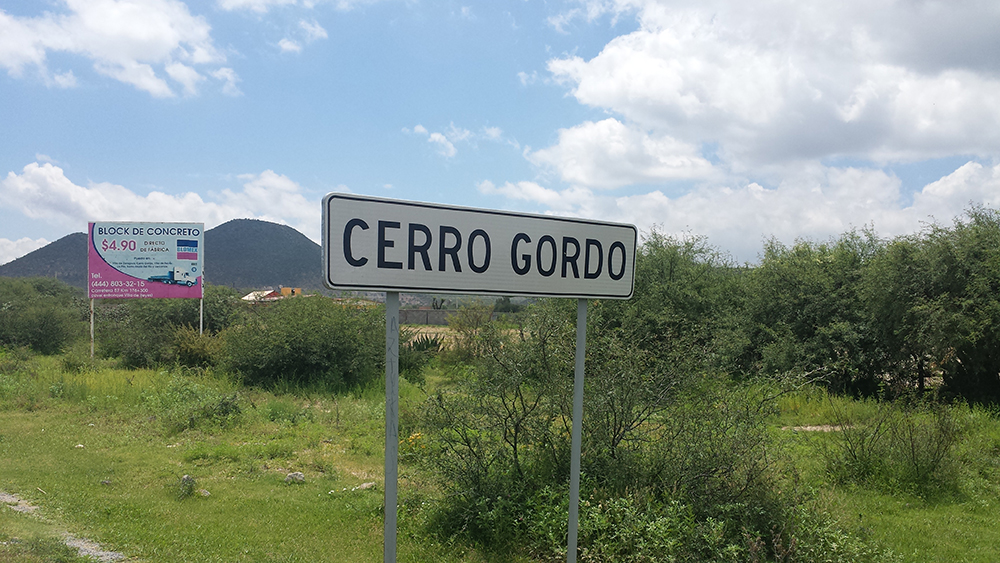 BLOCK DE CONCRETO
$4.90 DIRECTO
DE FÁBRICA
Tel.
(444) 803-32-15
CERRO GORDO